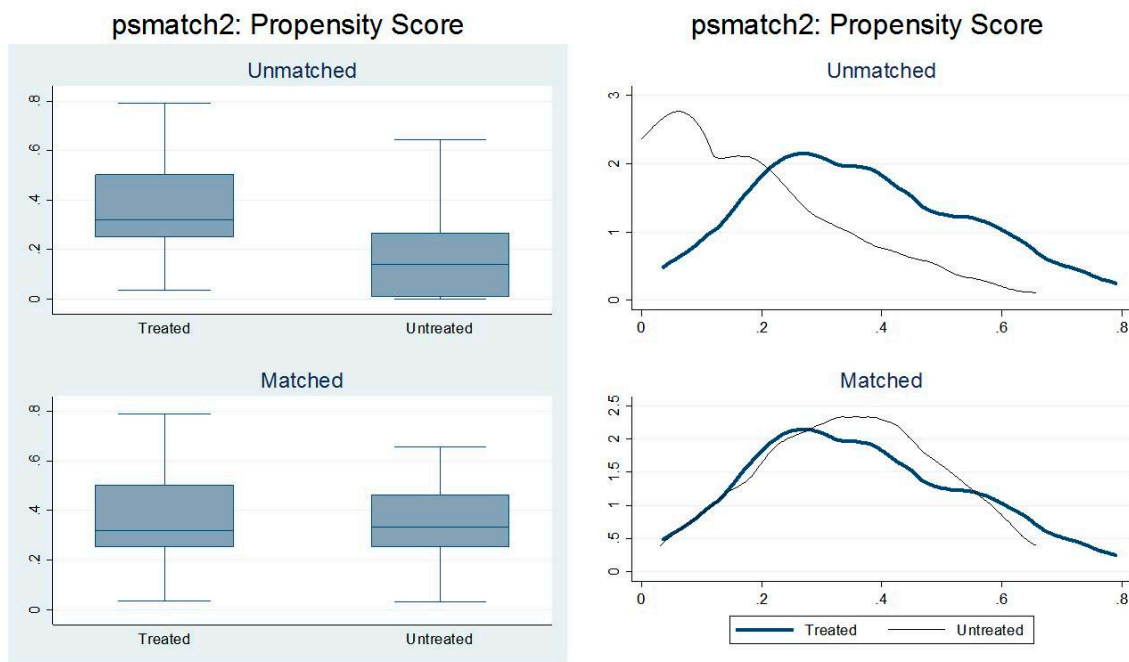 psmatch2: Propensity Score
Unmatched
.8
.6
.4
.2
0
Treated
Untreated
Matched
.8
.6
.4
.2
0
Treated
Untreated
psmatch2: Propensity Score
Unmatched
3
2
1
0
0
.2
.4
.6
.8
Matched
2.5
2
1.5
1
.5
0
0
.2
.4
.6
.8
Treated
Untreated